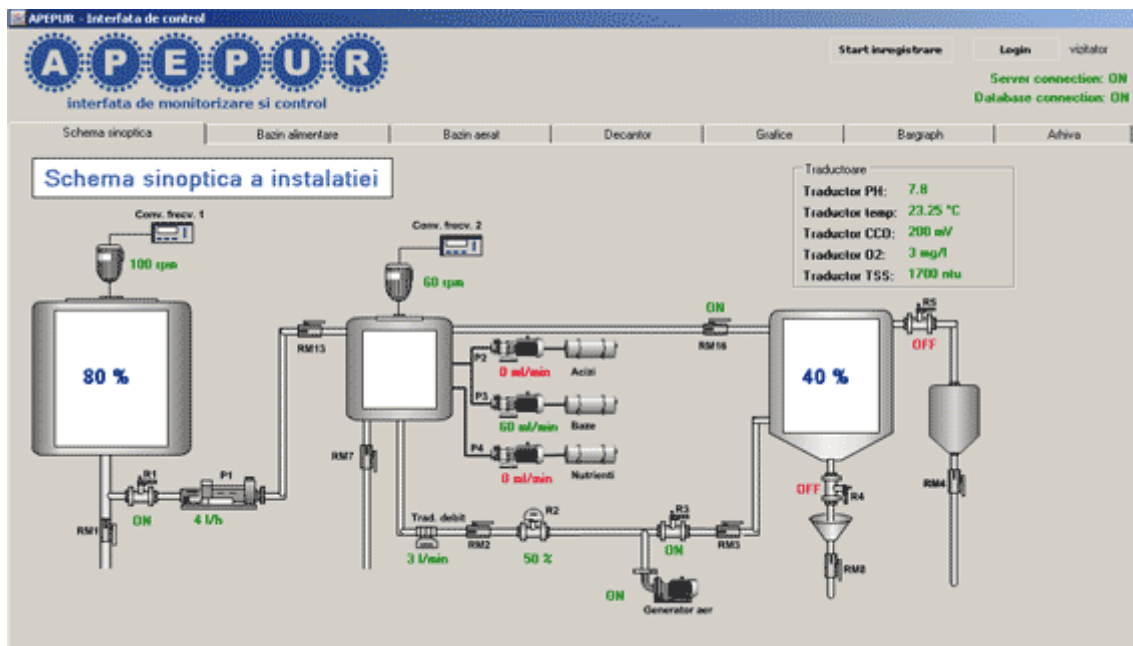 APEPUR - Interfata de control
APEPUR
interfata de monitorizare si control
Start inregistrare
Login
vizitator
Server connection: ON
Database connection: ON
Schema sinoptica
Bazin alimentare
Bazin aerat
Decantor
Grafice
Bargraph
Arhiva
Schema sinoptica a instalatiei
Traductoare
Traductor PH: 7.8
Traductor temp: 23.25 °C
Traductor CCO: 200 mV
Traductor O2: 3 mg/l
Traductor TSS: 1700 ntu
Conv. frecv. 1
100 rpm
Conv. frecv. 2
60 rpm
80 %
RM13
P2
0 ml/min
Acizi
P3
60 ml/min
Baze
P4
0 ml/min
Nutrienti
ON
RM16
40 %
R5
OFF
RM7
R1
P1
RM1
ON
4 l/h
Trad. debit
3 l/min
RM2
R2
50 %
R3
ON
RM3
ON
Generator aer
OFF
R4
RM8
RM4